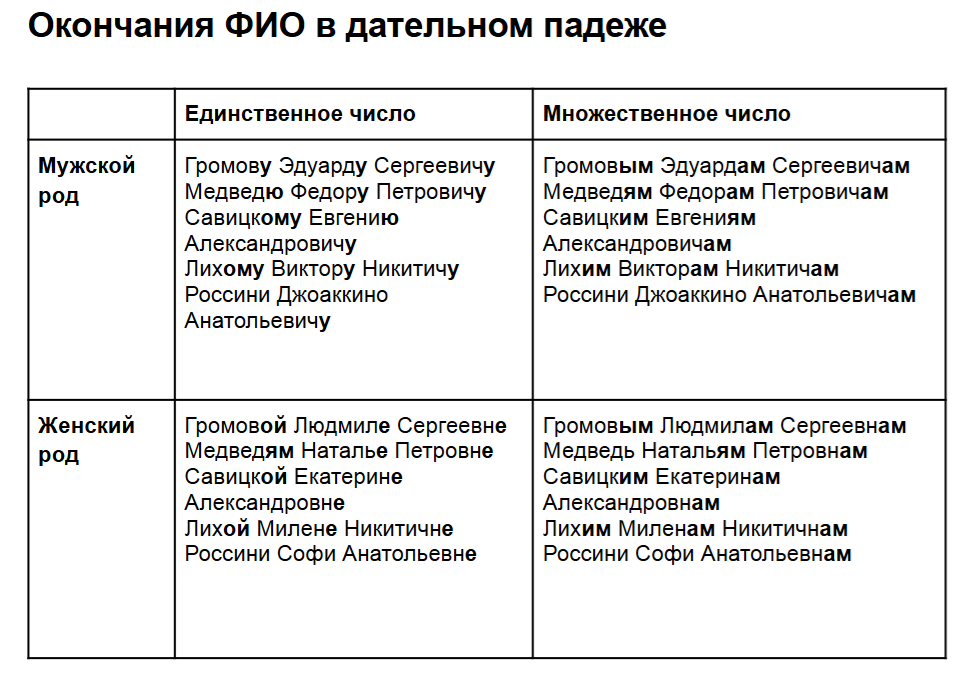 Окончания ФИО в дательном падеже
Единственное число
Множественное число
Мужской
род
Громову Эдуарду Сергеевичу
Медведю Федору Петровичу
Савицкому Евгению
Александровичу
Лихому Виктору Никитичу
Россини Джоаккино
Анатольевичу
Громовым Эдуардам Сергеевичам
Медведям Федорам Петровичам
Савицким Евгениям
Александровичам
Лихим Викторам Никитичам
Россини Джоаккино Анатольевичам
Женский
род
Громовой Людмиле Сергеевне
Медведям Наталье Петровне
Савицкой Екатерине
Александровне
Лихой Милене Никитичне
Россини Софи Анатольевне
Громовым Людмилам Сергеевнам
Медведь Натальям Петровнам
Савицким Екатеринам
Александровнам
Лихим Миленам Никитичнам
Россини Софи Анатольевнам